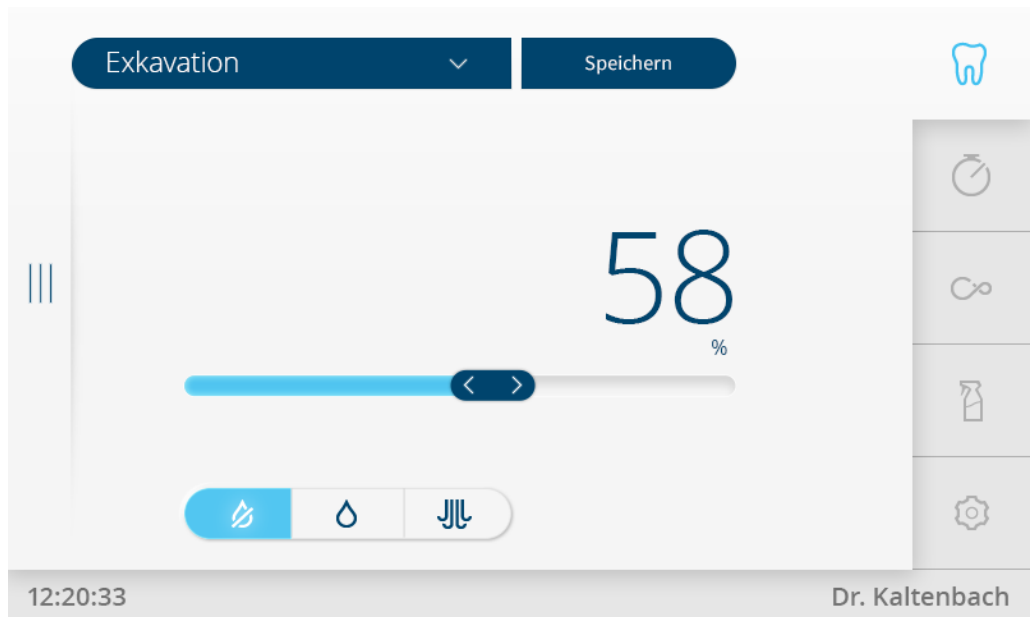 Exkavation
Speichern
58
%
12:20:33
Dr. Kaltenbach